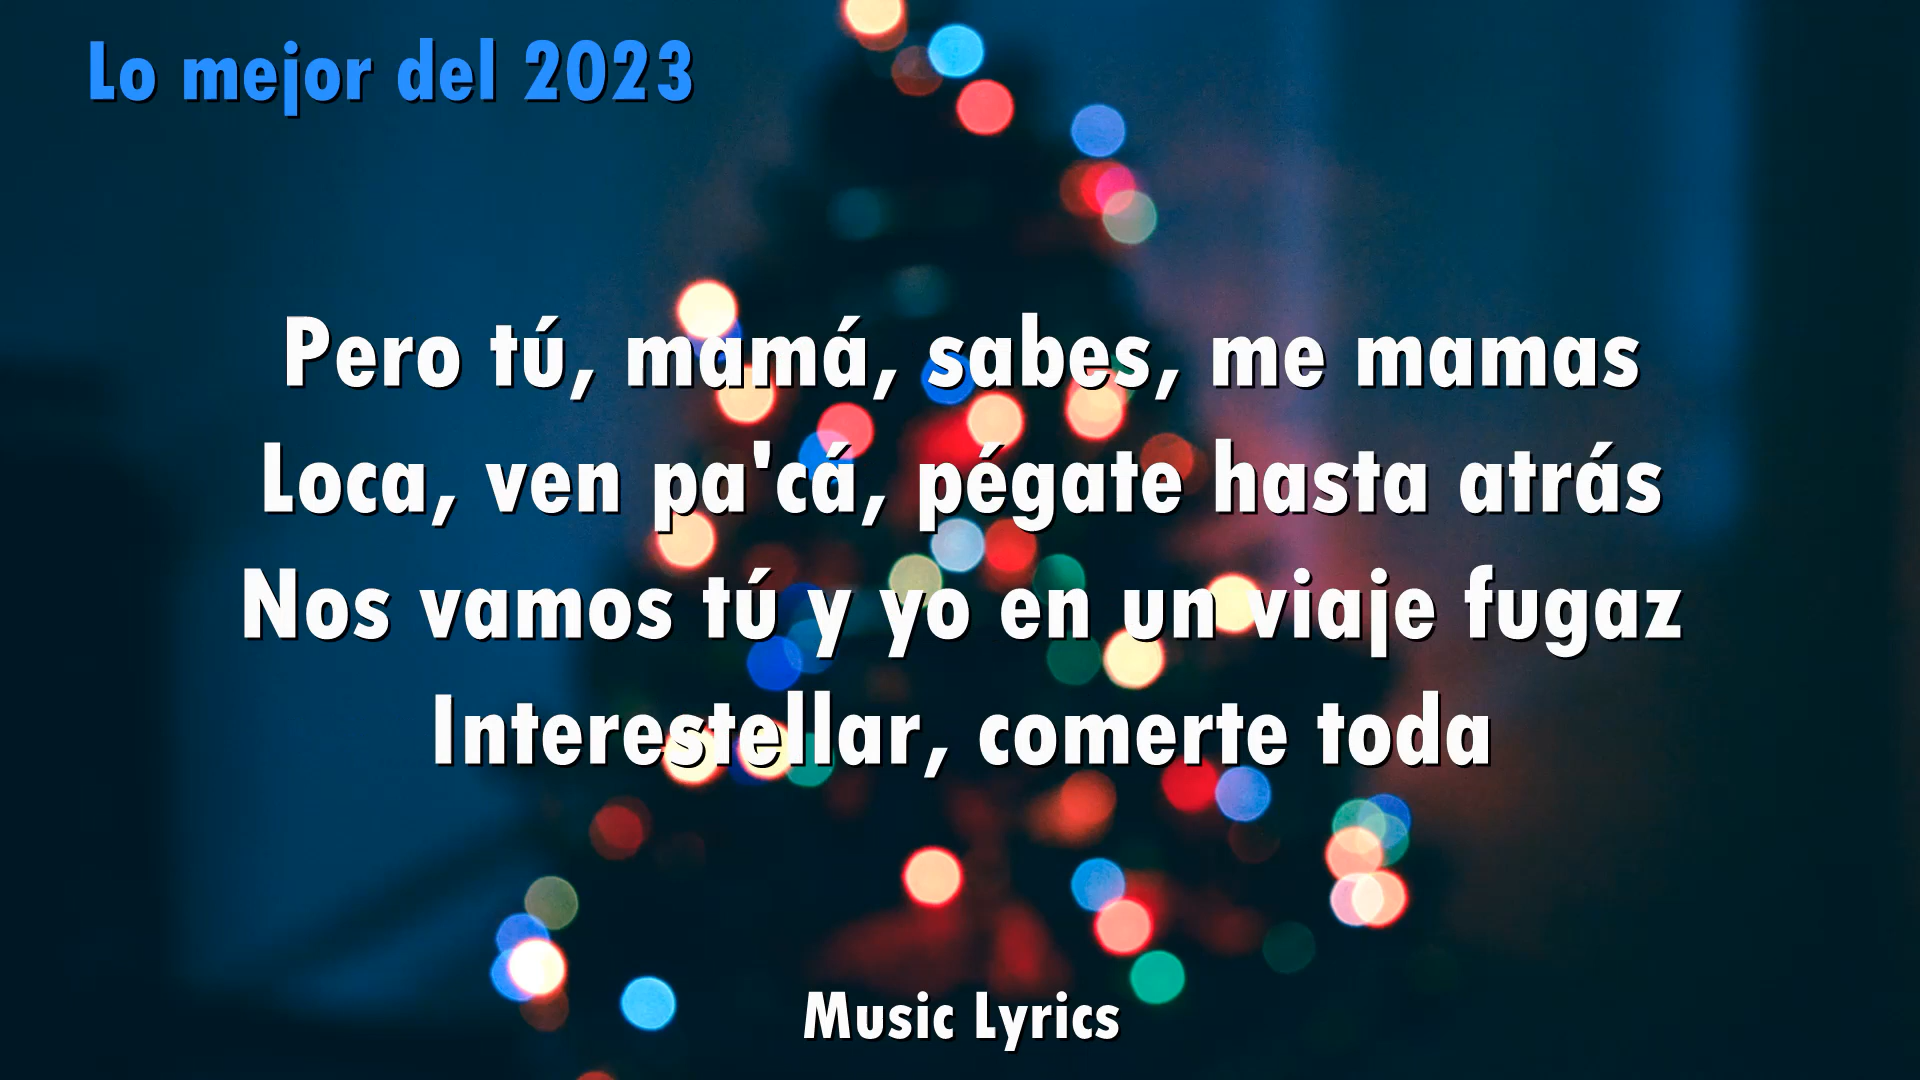 Lo mejor del 2023
Pero tú, mamá, sabes, me mamas
Loca, ven pa'cá, pégate hasta atrás
Nos vamos tú y yo en un viaje fugaz
Interestellar, comerte toda
Music Lyrics